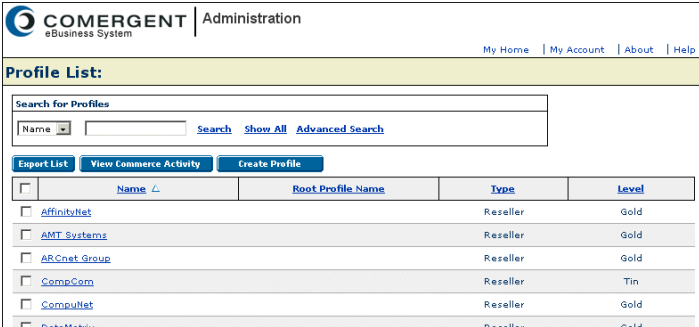 COMERGENT Administration
eBusiness System
My Home | My Account | About | Help
Profile List:
Search for Profiles
Name Search Show All Advanced Search
Export List View Commerce Activity Create Profile
Name Root Profile Name Type Level
AffinityNet Reseller Gold
AMT Systems Reseller Gold
ARCnet Group Reseller Gold
CompCom Reseller Tin
CompuNet Reseller Gold